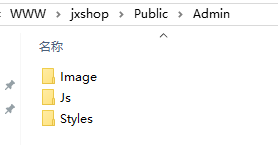 WWW > jxshop > Public > Admin
名称
Image
Js
Styles